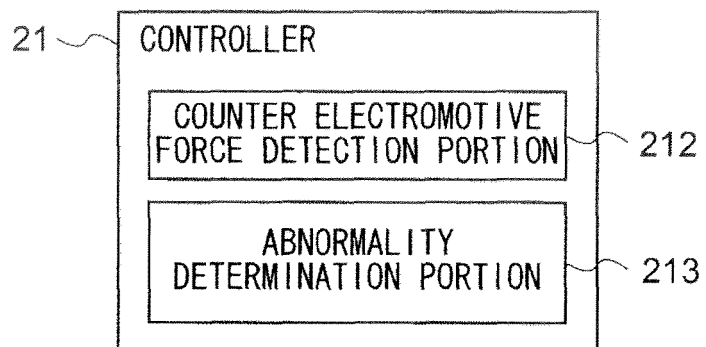 21
CONTROLLER
COUNTER ELECTROMOTIVE
FORCE DETECTION PORTION
212
ABNORMALITY
DETERMINATION PORTION
213